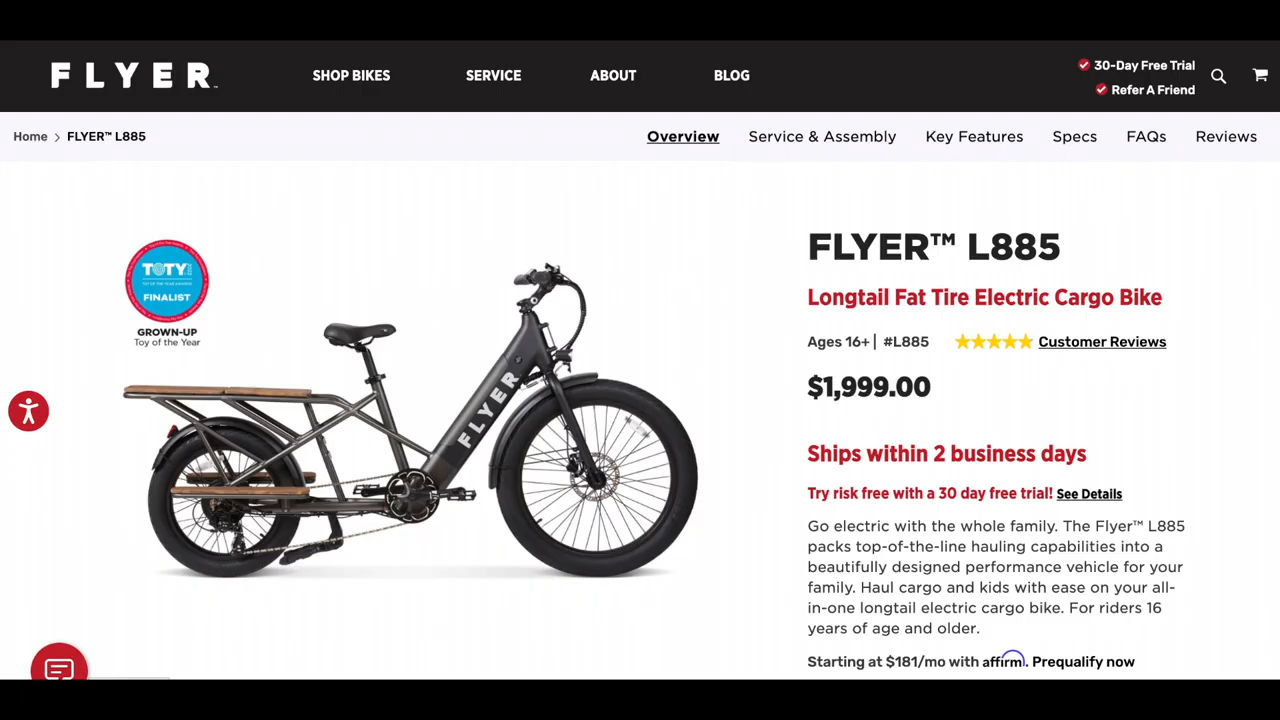 FLYER™
SHOP BIKES
SERVICE
ABOUT
BLOG
30-Day Free Trial
Refer A Friend
Home > FLYER™ L885
Overview
Service & Assembly
Key Features
Specs
FAQs
Reviews
TOTY
FINALIST
GROWN-UP
Toy of the Year
FLYER
FLYER™ L885
Longtail Fat Tire Electric Cargo Bike
Ages 16+| #L885 Customer Reviews
$1,999.00
Ships within 2 business days
Try risk free with a 30 day free trial! See Details
Go electric with the whole family. The Flyer™ L885
packs top-of-the-line hauling capabilities into a
beautifully designed performance vehicle for your
family. Haul cargo and kids with ease on your all-
in-one longtail electric cargo bike. For riders 16
years of age and older.
Starting at $181/mo with affirm. Prequalify now